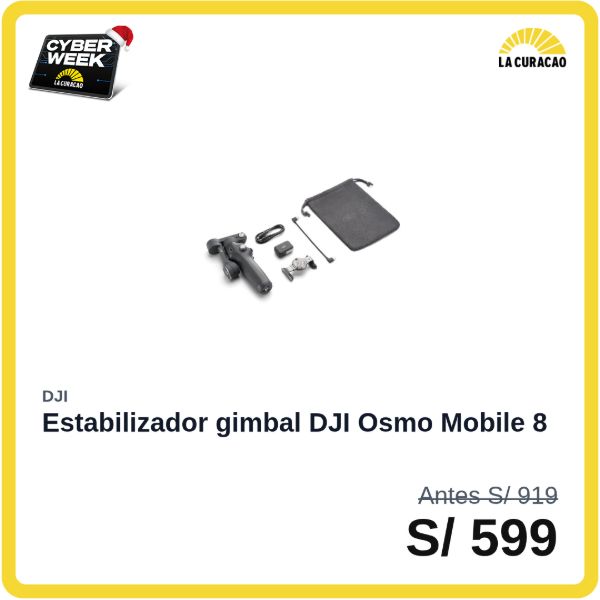 CYBER
WEEK
LA CURACAO
LA CURACAO
DJI
Estabilizador gimbal DJI Osmo Mobile 8
Antes S/ 919
S/ 599